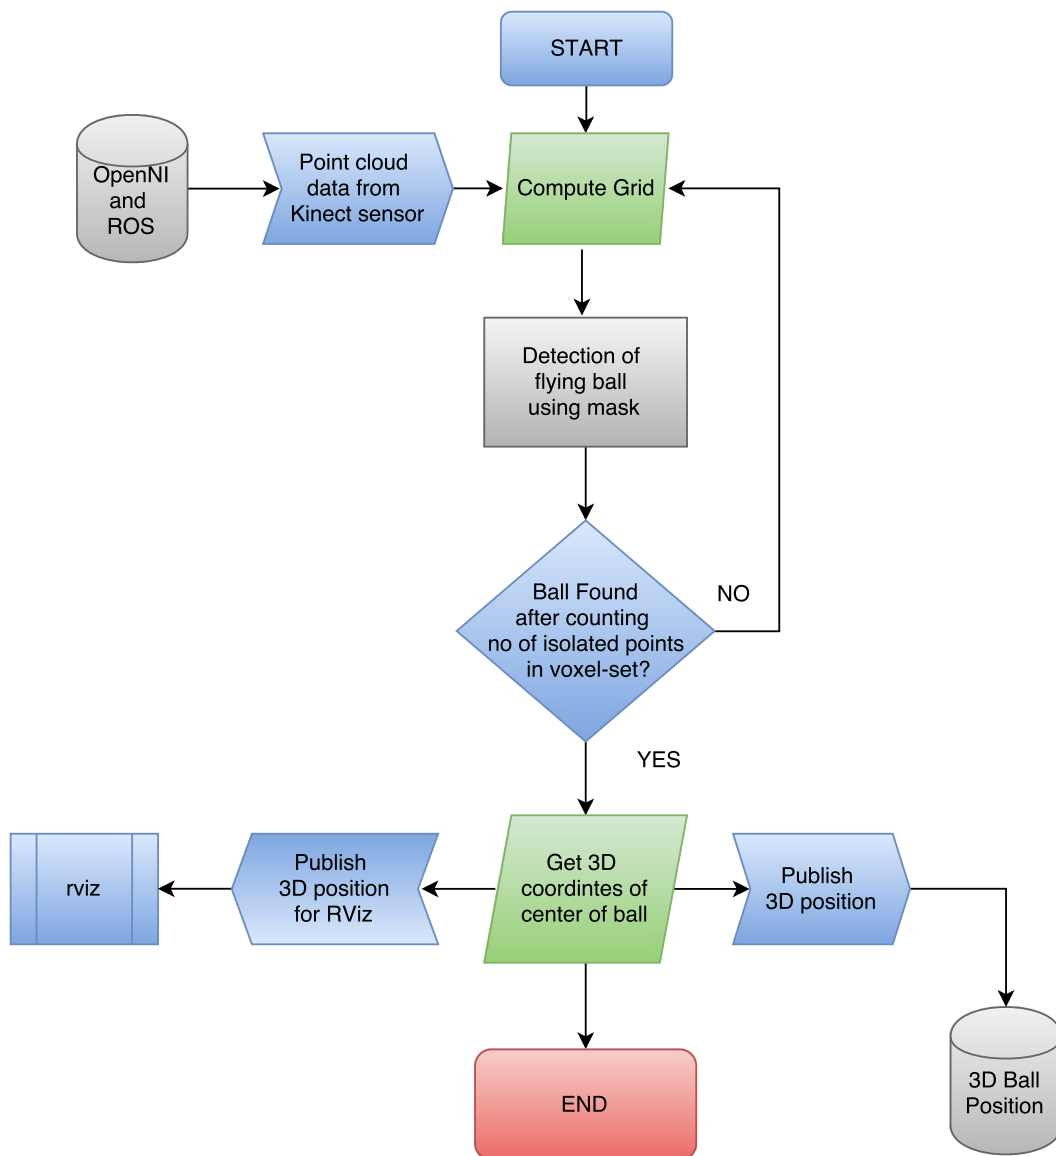 START
OpenNI
and
ROS
Point cloud
data from
Kinect sensor
Compute Grid
Detection of
flying ball
using mask
Ball Found
after counting
no of isolated points
in voxel-set?
NO
YES
rviz
Publish
3D position
for RViz
Get 3D
coordintes of
center of ball
Publish
3D position
END
3D Ball
Position